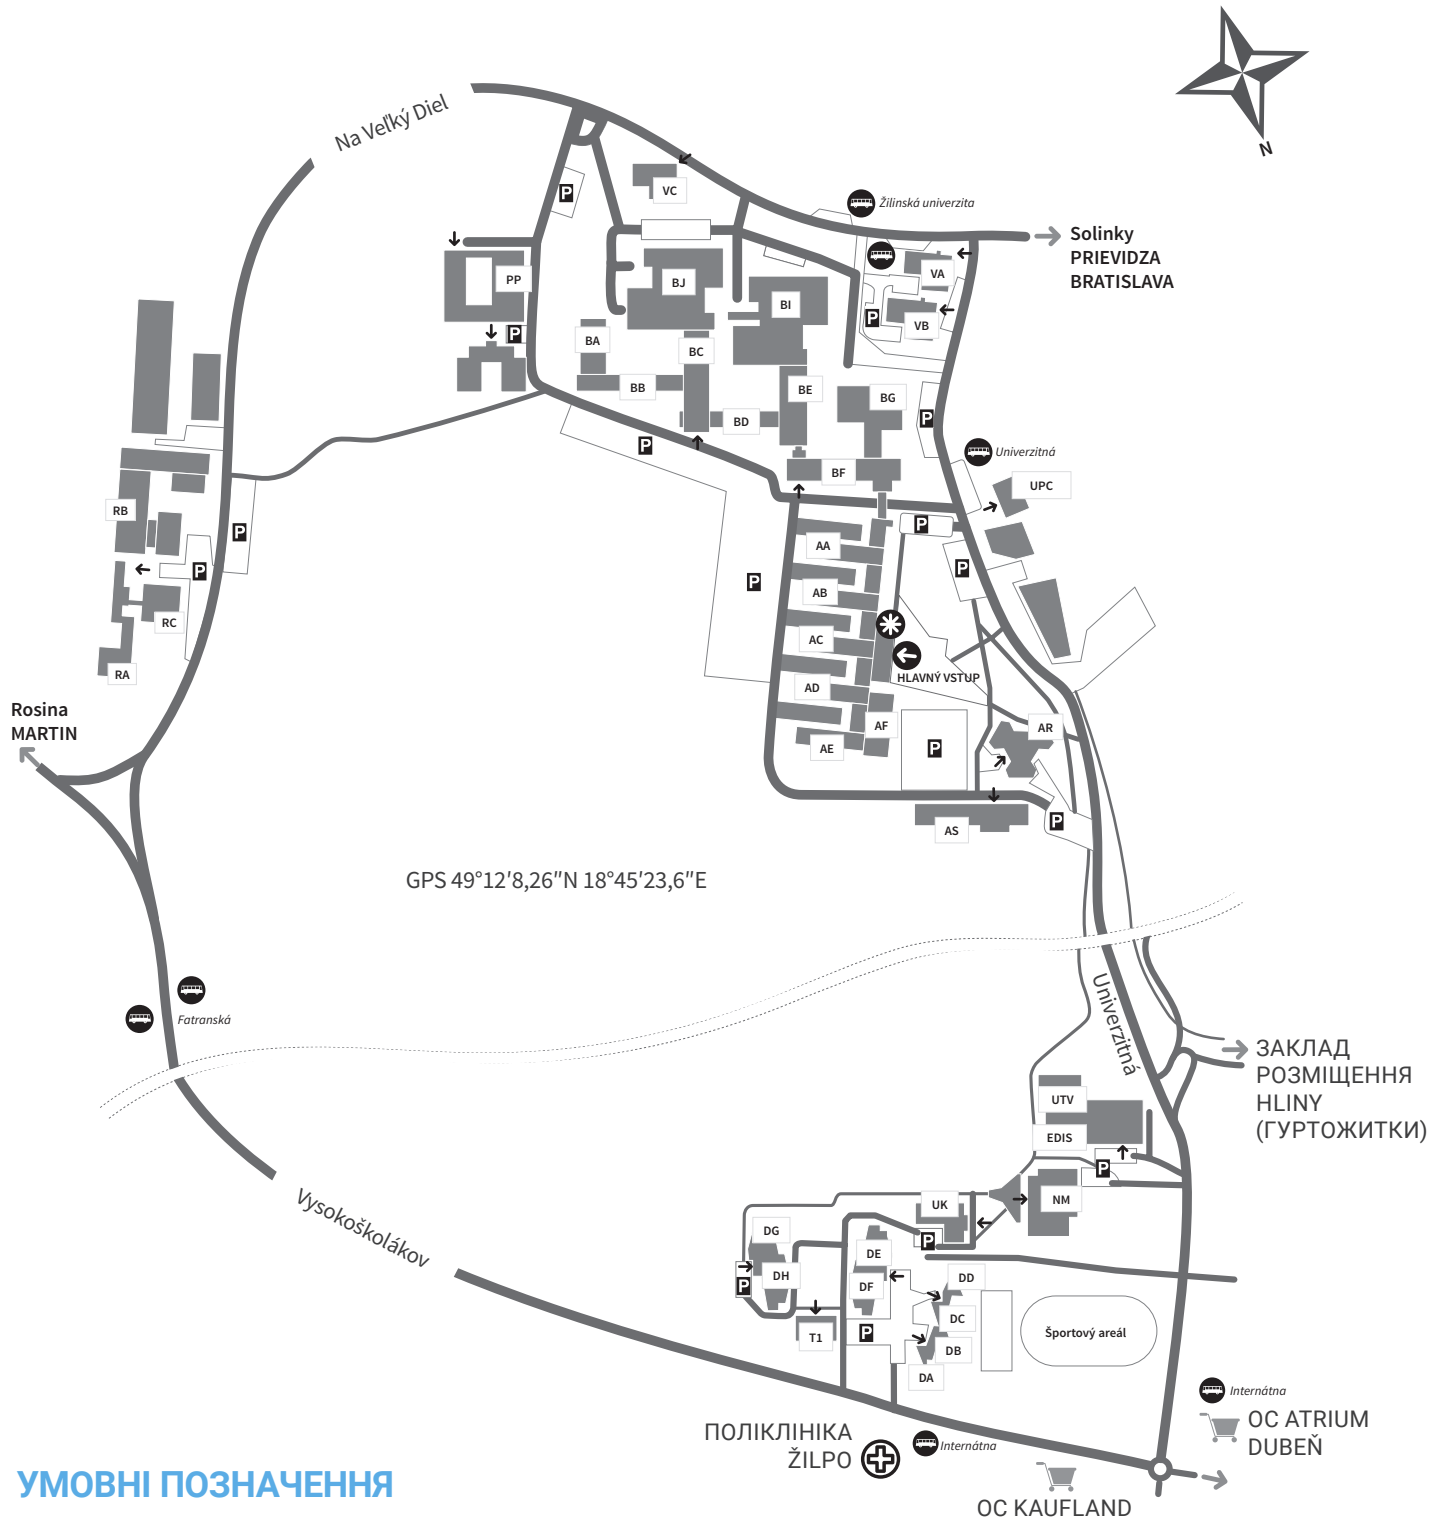 Na Veľký Diel
N
VC
P
Žilinská univerzita
Solinky
PRIEVIDZA
BRATISLAVA
PP
BJ
VA
BI
P
VB
P
BA
BC
BB
BE
BG
BD
P
P
Univerzitná
BF
UPC
RB
P
P
AA
P
P
P
AB
RC
AC
RA
HLAVNÝ VSTUP
AD
Rosina
MARTIN
AF
AR
AE
P
P
AS
GPS 49°12′8,26″N 18°45′23,6″E
Fatranská
Univerzitná
ЗАКЛАД
РОЗМІЩЕННЯ
HLINY
(ГУРТОЖИТКИ)
UTV
EDIS
P
NM
UK
Vysokoškolákov
DG
P
DE
DH
DF
DD
P
DC
T1
P
Športový areál
DB
DA
Internátna
OC ATRIUM
DUBEŇ
ПОЛІКЛІНІКА
ŽILPO
Internátna
OC KAUFLAND
УМОВНІ ПОЗНАЧЕННЯ